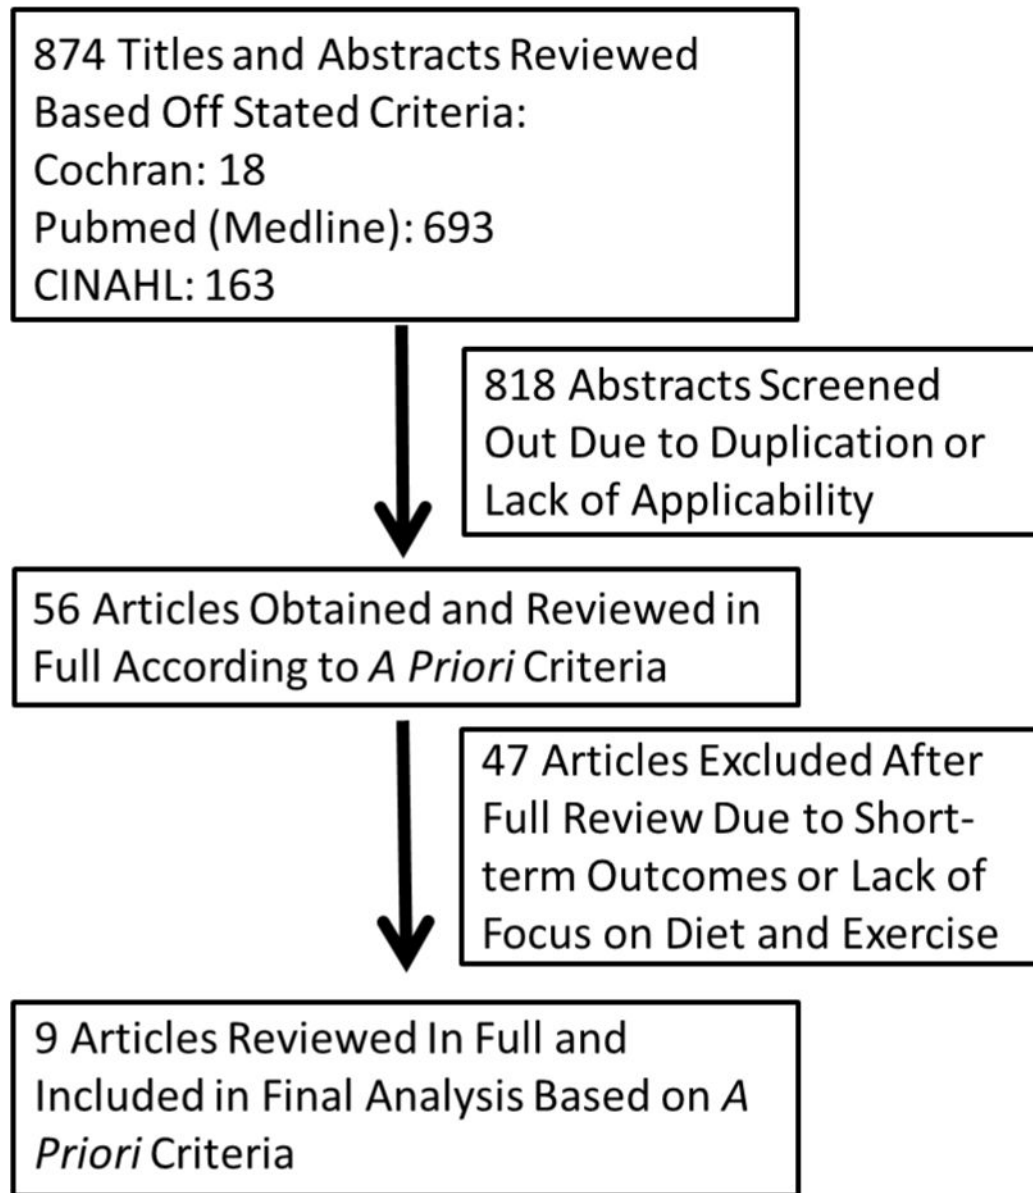 874 Titles and Abstracts Reviewed
Based Off Stated Criteria:
Cochran: 18
Pubmed (Medline): 693
CINAHL: 163
818 Abstracts Screened
Out Due to Duplication or
Lack of Applicability
56 Articles Obtained and Reviewed in
Full According to A Priori Criteria
47 Articles Excluded After
Full Review Due to Short-
term Outcomes or Lack of
Focus on Diet and Exercise
9 Articles Reviewed In Full and
Included in Final Analysis Based on A
Priori Criteria